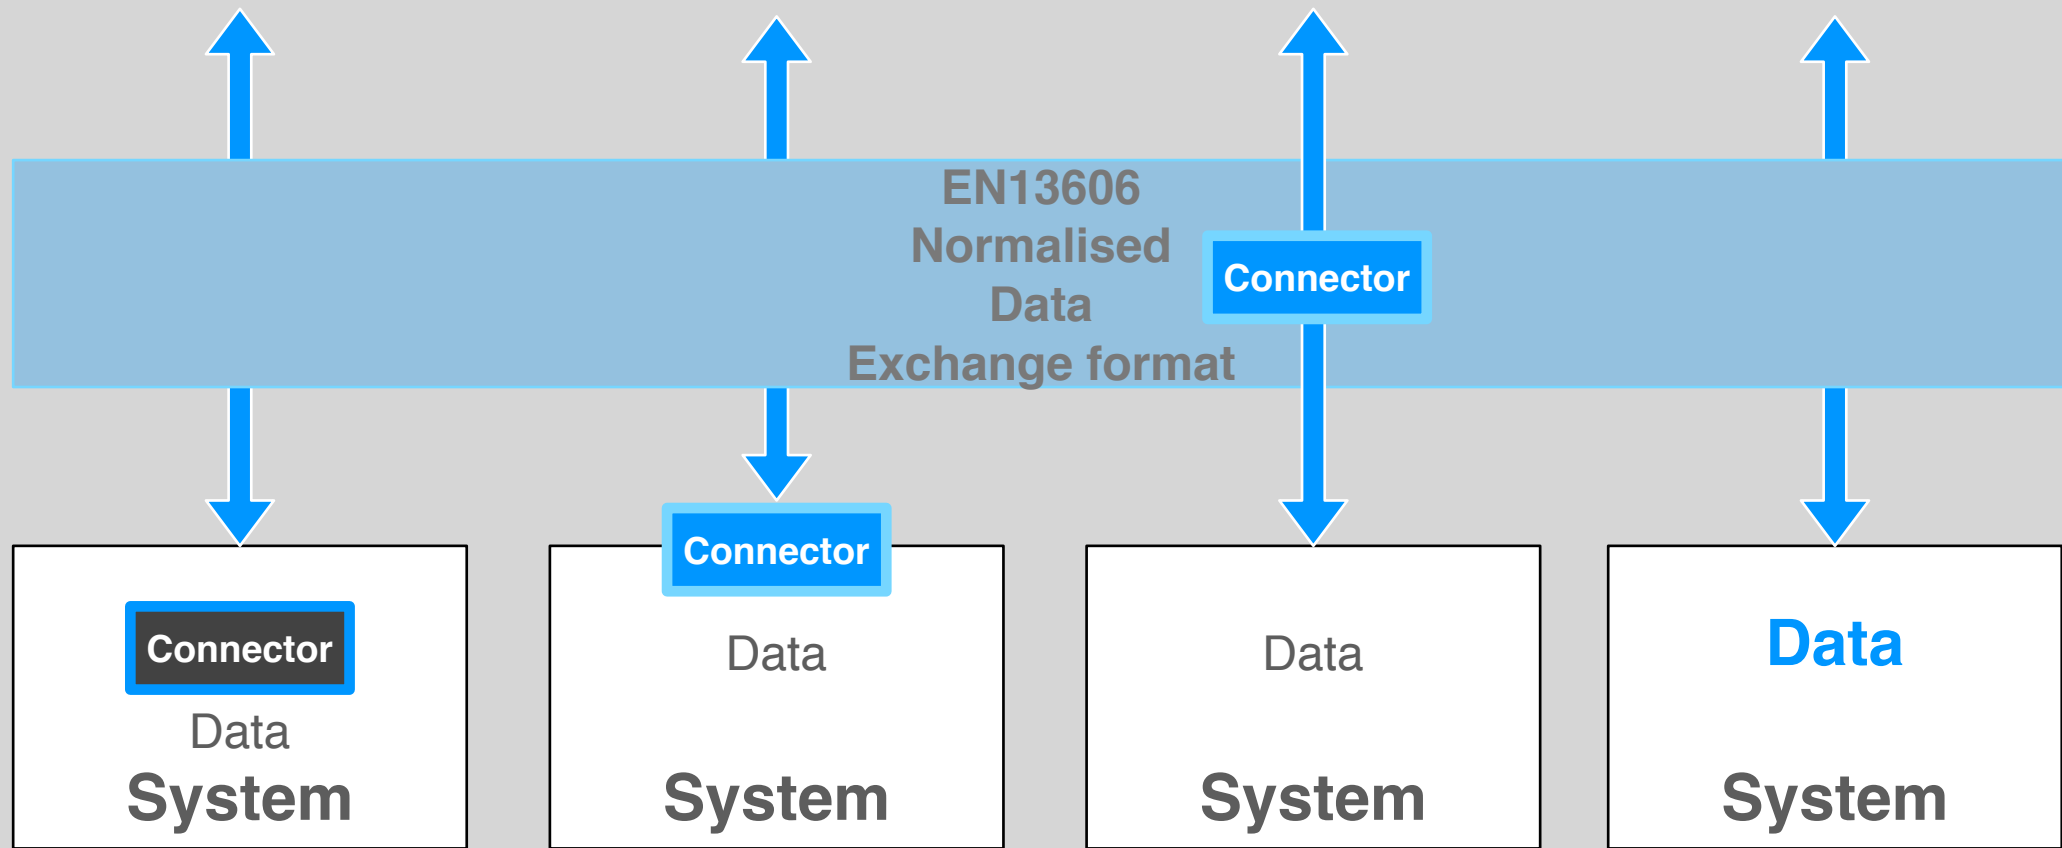 EN13606
Normalised
Data
Exchange format
Connector
Connector
Data
System
Connector
Data
System
Data
System
Data
System